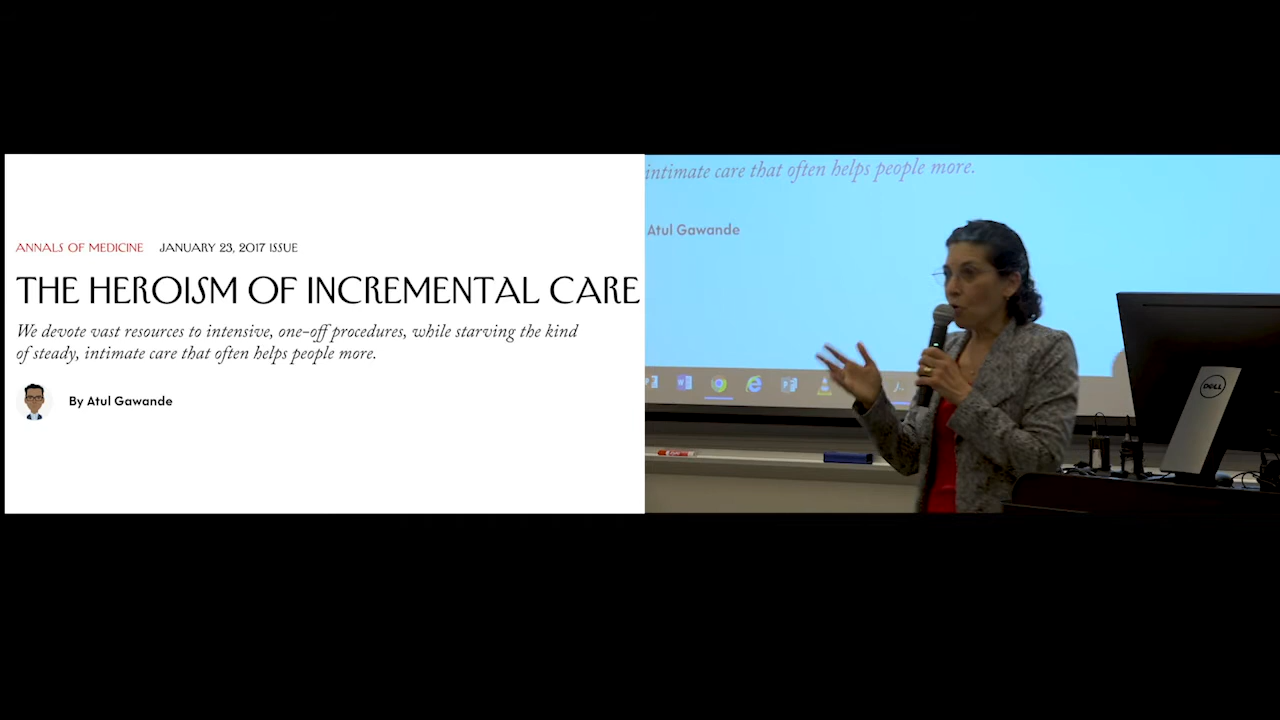 ANNALS OF MEDICINE JANUARY 23, 2017 ISSUE
THE HEROISM OF INCREMENTAL CARE
We devote vast resources to intensive, one-off procedures, while starving the kind
of steady, intimate care that often helps people more.
By Atul Gawande
intimate care that often helps people more.
Atul Gawande
DELL